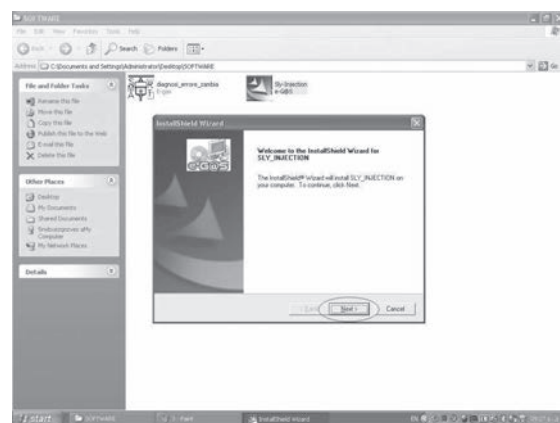 SOFTWARE
File Edit View Favorites Tools Help
Back Search Folders
Address C:\Documents and Settings\Administrator\Desktop\SOFTWARE Go
File and Folder Tasks
Rename this file
Move this file
Copy this file
Publish this file to the Web
E-mail this file
Delete this file
Other Places
Desktop
My Documents
Shared Documents
My Network Places
Details
Sly-Injection
e-G@S
InstallShield Wizard
e-G@S
Welcome to the InstallShield Wizard for
SLY_INJECTION
The InstallShield® Wizard will install SLY_INJECTION on
your computer. To continue, click Next.
< Back
Next >
Cancel
start
SOFTWARE
InstallShield Wizard